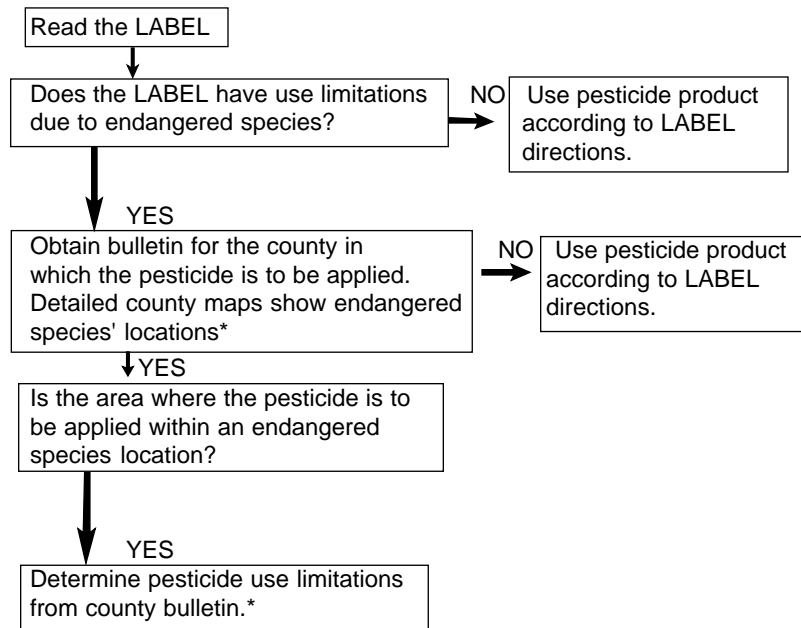 Read the LABEL
Does the LABEL have use limitations
due to endangered species?
NO
Use pesticide product
according to LABEL
directions.
YES
Obtain bulletin for the county in
which the pesticide is to be applied.
Detailed county maps show endangered
species' locations*
NO
Use pesticide product
according to LABEL
directions.
YES
Is the area where the pesticide is to
be applied within an endangered
species location?
YES
Determine pesticide use limitations
from county bulletin.*